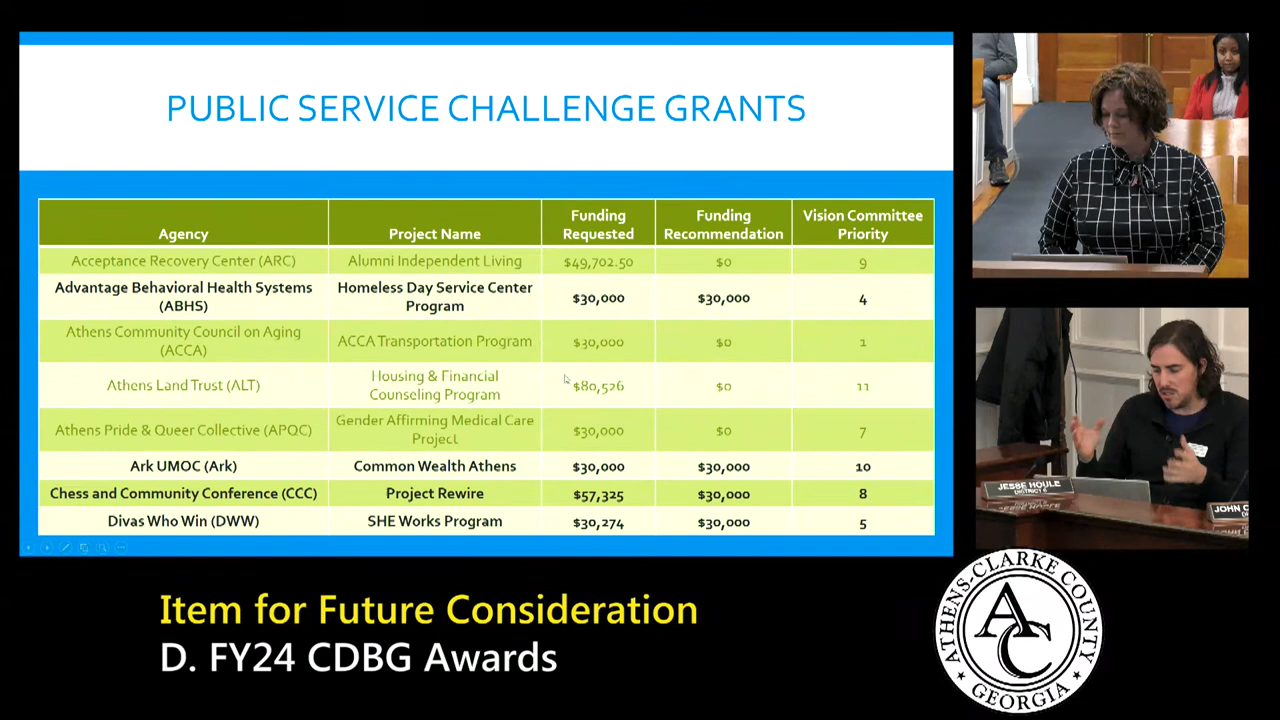 PUBLIC SERVICE CHALLENGE GRANTS
Agency
Project Name
Funding
Requested
Funding
Recommendation
Vision Committee
Priority
Acceptance Recovery Center (ARC)
Alumni Independent Living
$49,702.50
$0
9
Advantage Behavioral Health Systems
(ABHS)
Homeless Day Service Center
Program
$30,000
$30,000
4
Athens Community Council on Aging
(ACCA)
ACCA Transportation Program
$30,000
$0
1
Athens Land Trust (ALT)
Housing & Financial
Counseling Program
$80,526
$0
11
Athens Pride & Queer Collective (APQC)
Gender Affirming Medical Care
Project
$30,000
$0
7
Ark UMOC (Ark)
Common Wealth Athens
$30,000
$30,000
10
Chess and Community Conference (CCC)
Project Rewire
$57,325
$30,000
8
Divas Who Win (DWW)
SHE Works Program
$30,274
$30,000
5
JESSE HOULE
DISTRICT 6
JOHN
Item for Future Consideration
D. FY24 CDBG Awards
ATHENS-CLARKE COUNTY
AC
GEORGIA